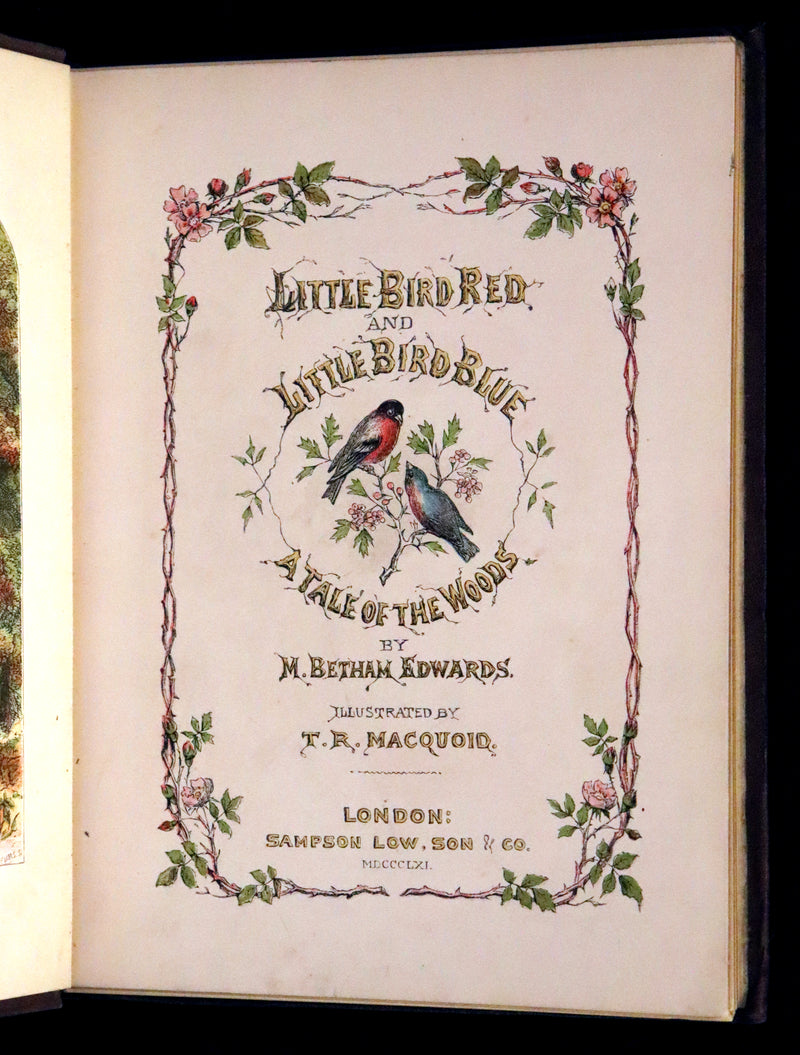 LITTLE BIRD RED
AND
LITTLE BIRD BLUE
A TALE OF THE WOODS
BY
M. BETHAM EDWARDS.
ILLUSTRATED BY
T. R. MACQUOID.
LONDON:
SAMPSON LOW, SON & CO.
MDCCCLXI.